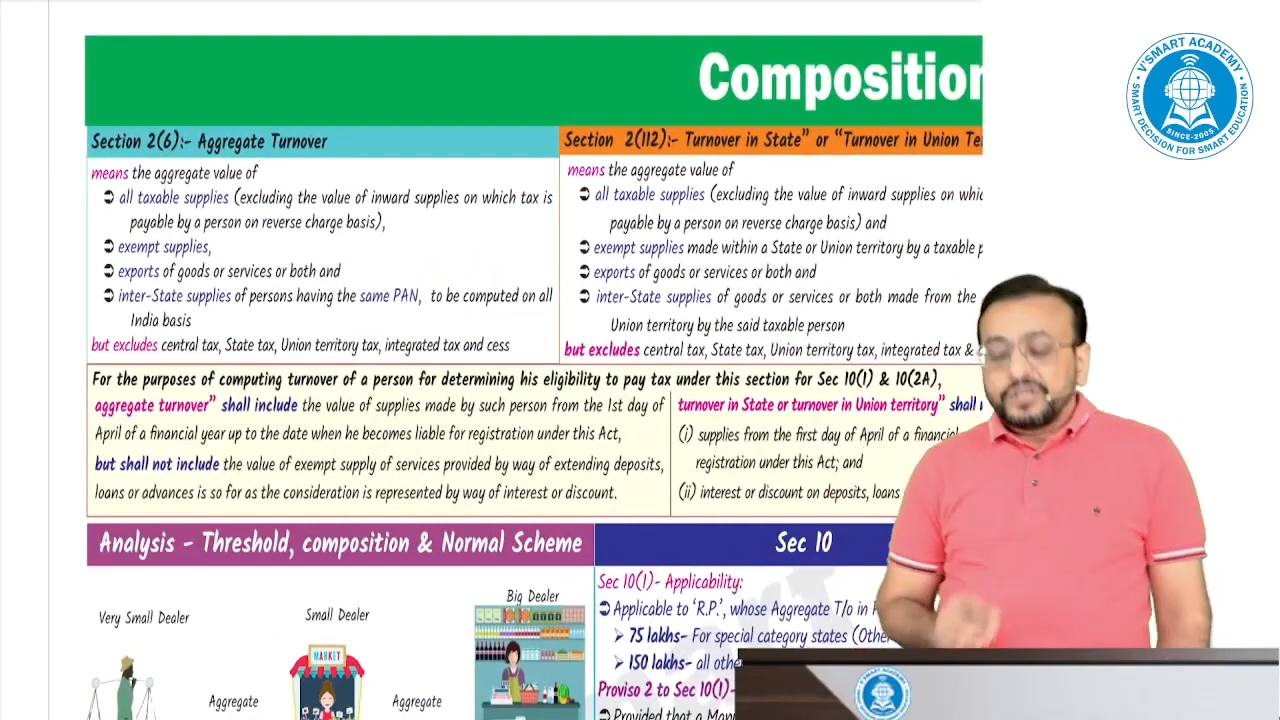 Composition
Section 2(6):- Aggregate Turnover
means the aggregate value of
➲ all taxable supplies (excluding the value of inward supplies on which tax is
payable by a person on reverse charge basis),
➲ exempt supplies,
➲ exports of goods or services or both and
➲ inter-State supplies of persons having the same PAN, to be computed on all
India basis
but excludes central tax, State tax, Union territory tax, integrated tax and cess
Section 2(112):- Turnover in State" or "Turnover in Union
means the aggregate value of
➲ all taxable supplies (excluding the value of inward supplies on
payable by a person on reverse charge basis) and
➲ exempt supplies made within a State or Union territory by a taxable
➲ exports of goods or services or both and
➲ inter-State supplies of goods or services or both made from the
Union territory by the said taxable person
but excludes central tax, State tax, Union territory tax, integrated tax &
For the purposes of computing turnover of a person for determining his eligibility to pay tax under this section for Sec 10(1) & 10(2A),
aggregate turnover" shall include the value of supplies made by such person from the 1st day of
April of a financial year up to the date when he becomes liable for registration under this Act,
but shall not include the value of exempt supply of services provided by way of extending deposits,
loans or advances is so far as the consideration is represented by way of interest or discount.
turnover in State or turnover in Union territory" shall
(i) supplies from the first day of April of a financial
registration under this Act; and
(ii) interest or discount on deposits, loans
Analysis - Threshold, composition & Normal Scheme
Very Small Dealer
Small Dealer
Big Dealer
MARKET
Aggregate
Aggregate
Sec 10
Sec 10(1)- Applicability:
➲ Applicable to 'R.P.', whose Aggregate T/o in
➢ 75 lakhs- For special category states
➢ 150 lakhs- all
Proviso 2 to Sec 10(1)-
➲ Provided that a
V'SMART ACADEMY
SINCE-2005
SMART DECISION FOR SMART EDUCATION